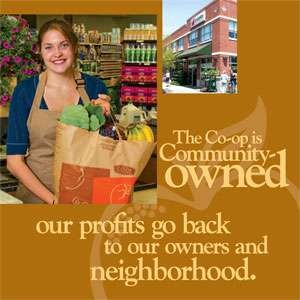 The Co-op is
Community-
owned
our profits go back
to our owners and
neighborhood.